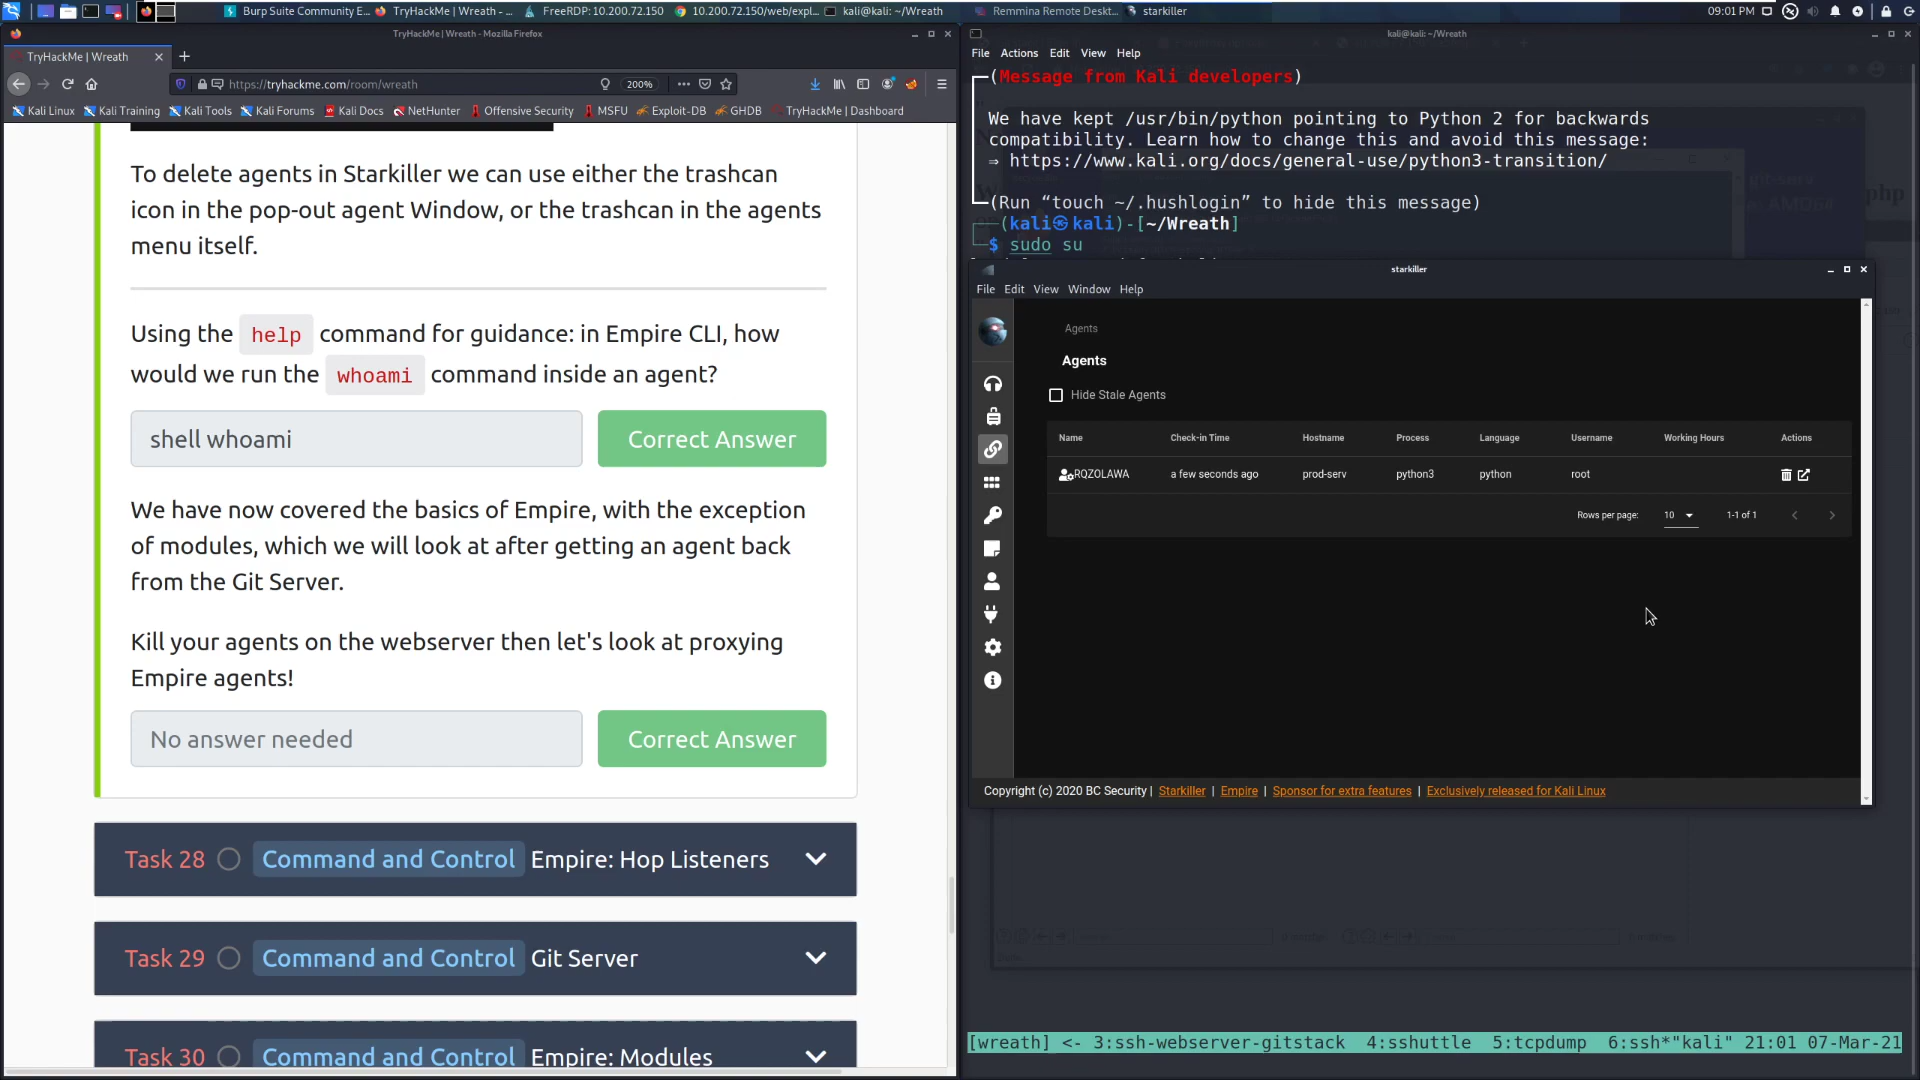 Burp Suite Community E...
TryHackMe | Wreath - ...
FreeRDP: 10.200.72.150
10.200.72.150/web/expl...
kali@kali: ~/Wreath
Remmina Remote Deskt...
starkiller
09:01 PM
TryHackMe | Wreath - Mozilla Firefox
TryHackMe | Wreath
https://tryhackme.com/room/wreath
200%
Kali Linux
Kali Training
Kali Tools
Kali Forums
Kali Docs
NetHunter
Offensive Security
MSFU
Exploit-DB
GHDB
TryHackMe | Dashboard
To delete agents in Starkiller we can use either the trashcan
icon in the pop-out agent Window, or the trashcan in the agents
menu itself.
Using the help command for guidance: in Empire CLI, how
would we run the whoami command inside an agent?
shell whoami
Correct Answer
We have now covered the basics of Empire, with the exception
of modules, which we will look at after getting an agent back
from the Git Server.
Kill your agents on the webserver then let's look at proxying
Empire agents!
No answer needed
Correct Answer
Task 28 Command and Control Empire: Hop Listeners
Task 29 Command and Control Git Server
Task 30 Command and Control Empire: Modules
kali@kali: ~/Wreath
File Actions Edit View Help
(Message from Kali developers)
We have kept /usr/bin/python pointing to Python 2 for backwards
compatibility. Learn how to change this and avoid this message:
⇒ https://www.kali.org/docs/general-use/python3-transition/
(Run “touch ~/.hushlogin” to hide this message)
(kali㉿kali)-[~/Wreath]
$ sudo su
starkiller
File Edit View Window Help
Agents
Agents
Hide Stale Agents
Name Check-in Time Hostname Process Language Username Working Hours Actions
RQZOLAWA a few seconds ago prod-serv python3 python root
Rows per page: 10 1-1 of 1
Copyright (c) 2020 BC Security | Starkiller | Empire | Sponsor for extra features | Exclusively released for Kali Linux
git-serv
php
AMD64
[wreath] <- 3:ssh-webserver-gitstack 4:sshuttle 5:tcpdump 6:ssh*"kali" 21:01 07-Mar-21